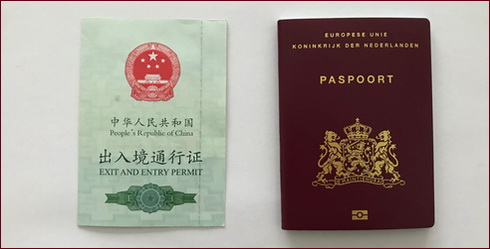 中华人民共和国
People's Republic of China
出入境通行证
EXIT AND ENTRY PERMIT
EUROPESE UNIE
KONINKRIJK DER NEDERLANDEN
PASPOORT